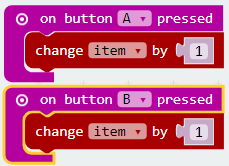 on button A pressed
change item by 1
on button B pressed
change item by 1